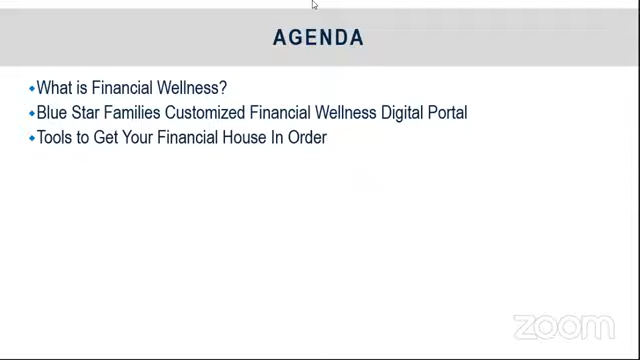 AGENDA
What is Financial Wellness?
Blue Star Families Customized Financial Wellness Digital Portal
Tools to Get Your Financial House In Order
zoom